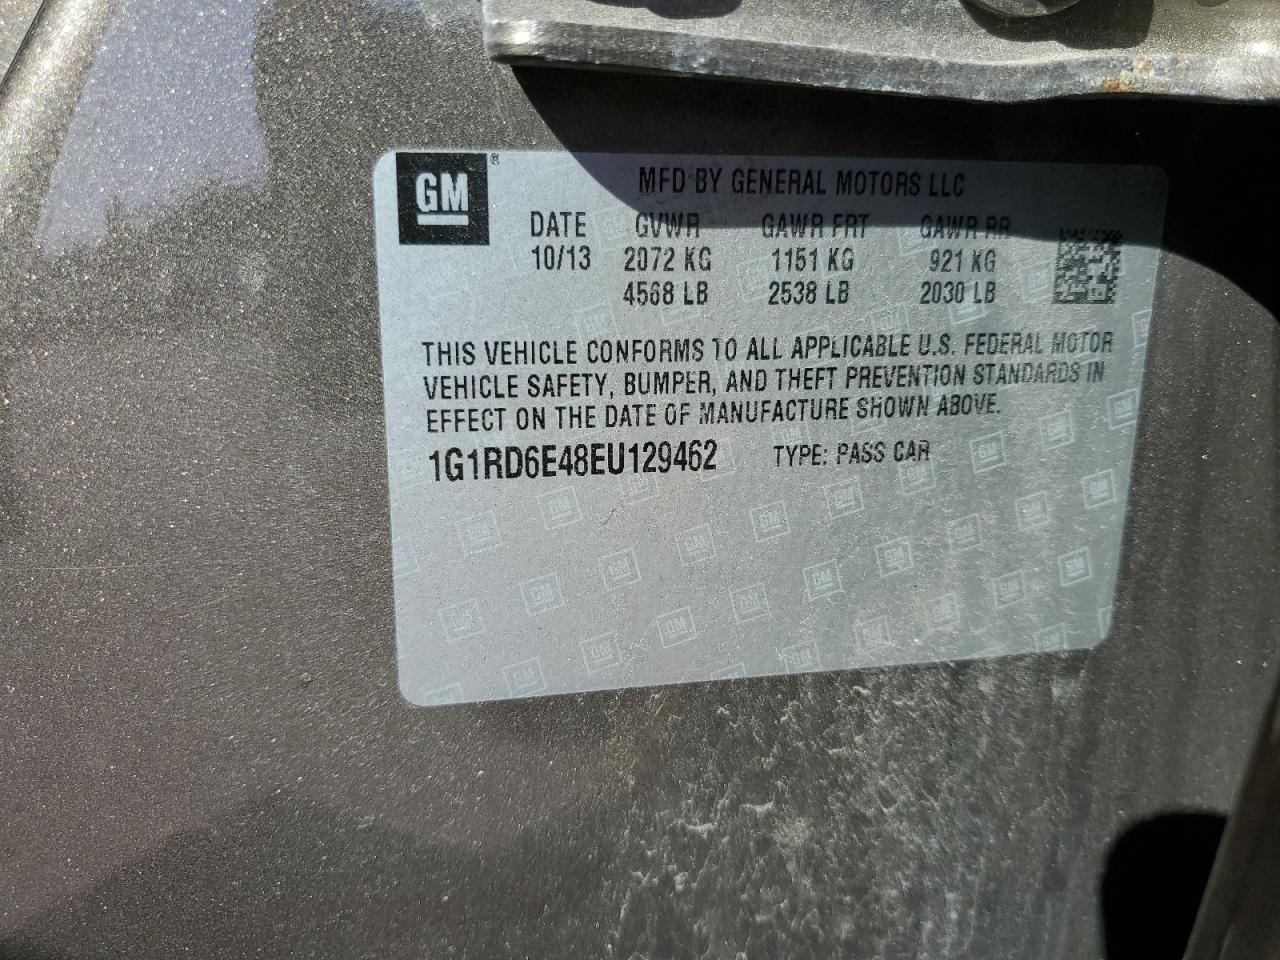 GM ®
MFD BY GENERAL MOTORS LLC
DATE GVWR GAWR FRT GAWR RR
10/13 2072 KG 1151 KG 921 KG
4568 LB 2538 LB 2030 LB
THIS VEHICLE CONFORMS TO ALL APPLICABLE U.S. FEDERAL MOTOR
VEHICLE SAFETY, BUMPER, AND THEFT PREVENTION STANDARDS IN
EFFECT ON THE DATE OF MANUFACTURE SHOWN ABOVE.
1G1RD6E48EU129462 TYPE: PASS CAR